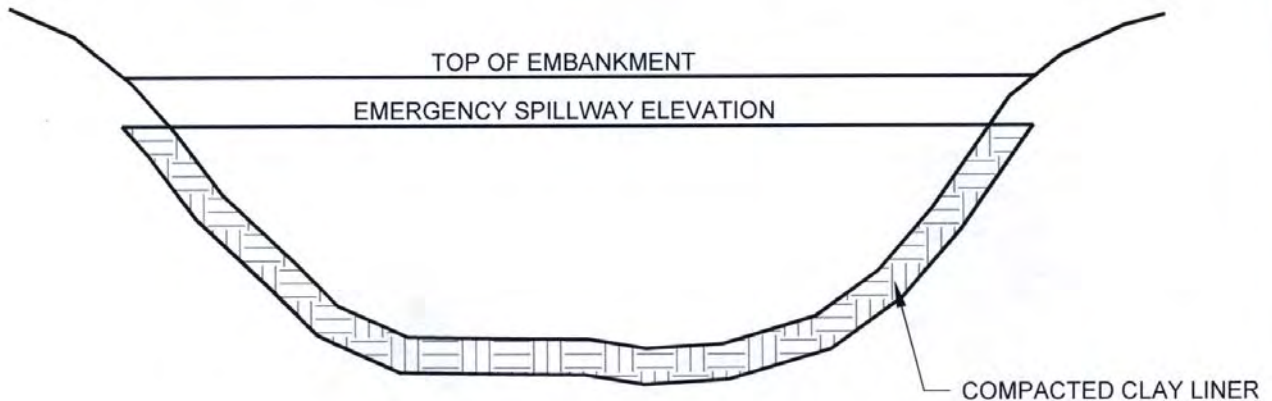 TOP OF EMBANKMENT
EMERGENCY SPILLWAY ELEVATION
COMPACTED CLAY LINER